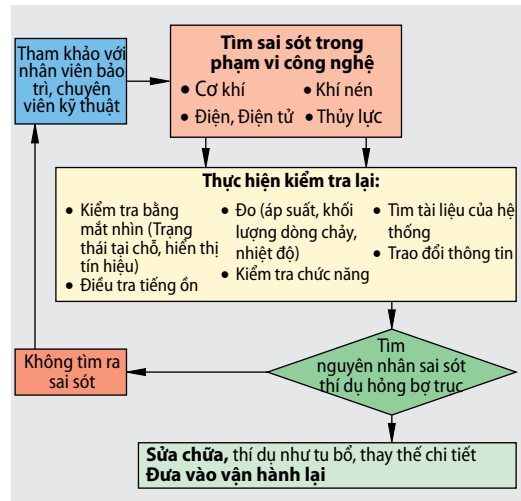 Tham khảo với
nhân viên bảo
trì, chuyên
viên kỹ thuật
Tìm sai sót trong
phạm vi công nghệ
• Cơ khí
• Khí nén
• Điện, Điện tử
• Thủy lực
Thực hiện kiểm tra lại:
• Kiểm tra bằng
mắt nhìn (Trạng
thái tại chỗ, hiển thị
tín hiệu)
• Điều tra tiếng ồn
• Đo (áp suất, khối
lượng dòng chảy,
nhiệt độ)
• Kiểm tra chức năng
• Tìm tài liệu của hệ
thống
• Trao đổi thông tin
Tìm
nguyên nhân sai sót
thí dụ hỏng bợ trục
Không tìm ra
sai sót
Sửa chữa, thí dụ như tu bổ, thay thế chi tiết
Đưa vào vận hành lại